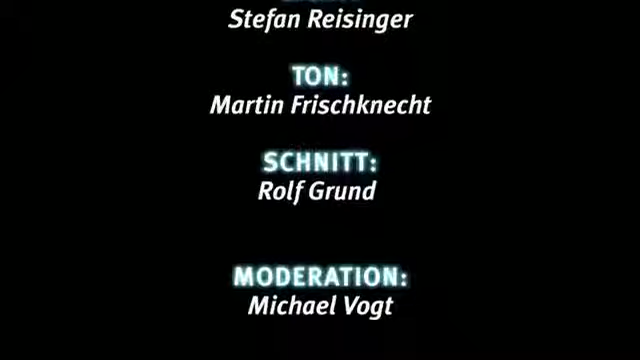 Stefan Reisinger
TON:
Martin Frischknecht
SCHNITT:
Rolf Grund
MODERATION:
Michael Vogt